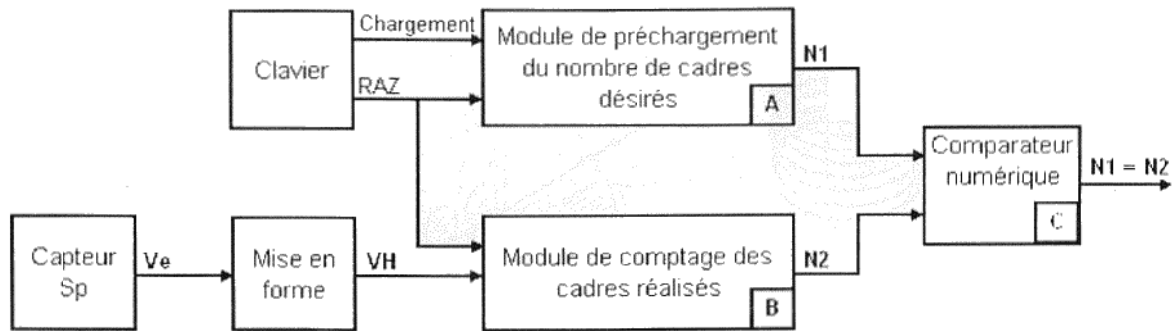 Clavier
Chargement
RAZ
Module de préchargement
du nombre de cadres
désirés
A
N1
Comparateur
numérique
C
N1 = N2
Capteur
Sp
Ve
Mise en
forme
VH
Module de comptage des
cadres réalisés
B
N2